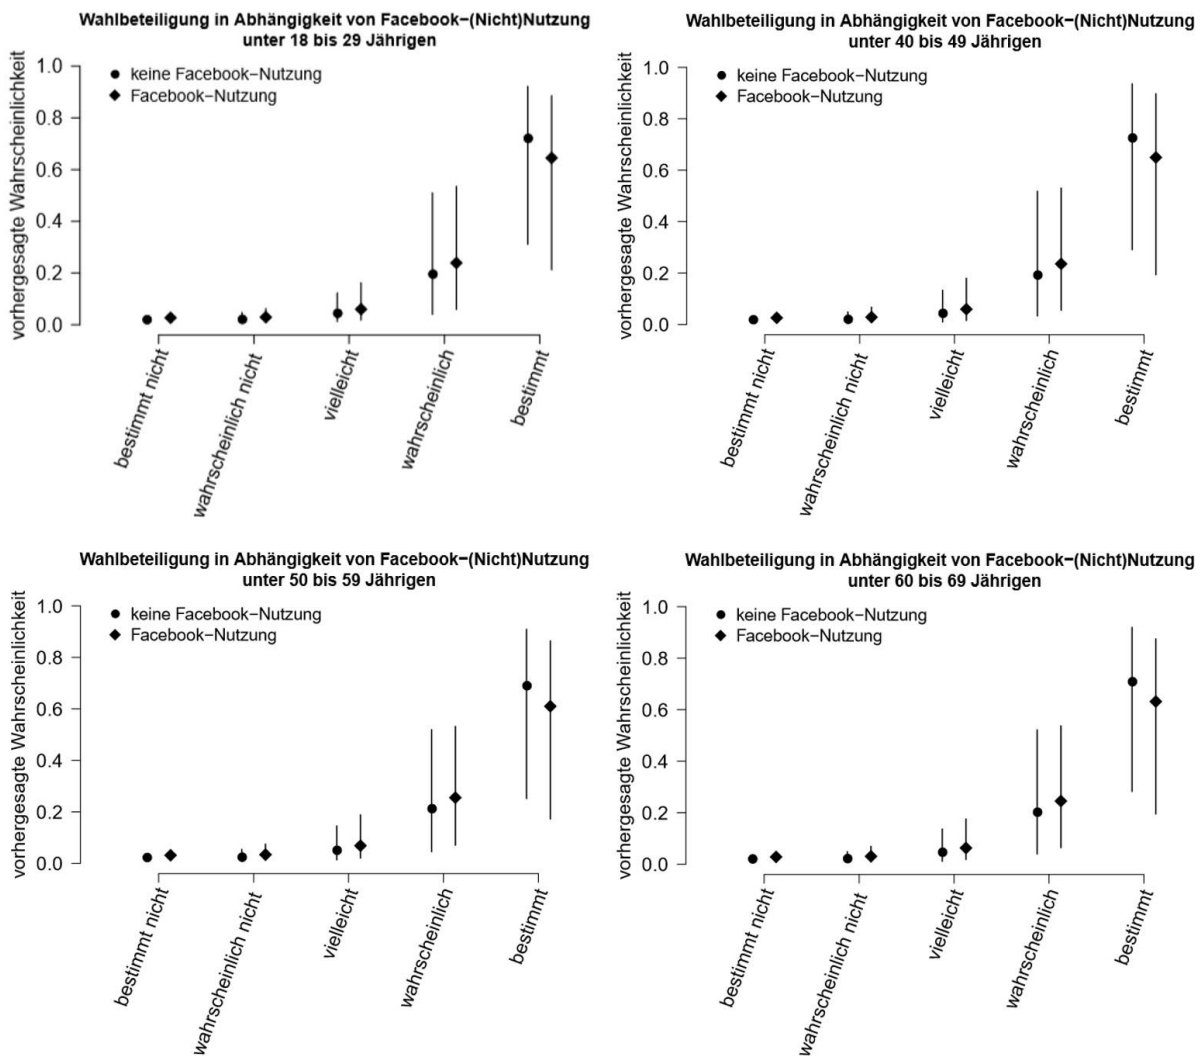 Wahlbeteiligung in Abhängigkeit von Facebook−(Nicht)Nutzung
unter 18 bis 29 Jährigen
vorhergesagte Wahrscheinlichkeit
1.0
0.8
0.6
0.4
0.2
0.0
keine Facebook−Nutzung
Facebook−Nutzung
bestimmt nicht
wahrscheinlich nicht
vielleicht
wahrscheinlich
bestimmt
Wahlbeteiligung in Abhängigkeit von Facebook−(Nicht)Nutzung
unter 40 bis 49 Jährigen
vorhergesagte Wahrscheinlichkeit
1.0
0.8
0.6
0.4
0.2
0.0
keine Facebook−Nutzung
Facebook−Nutzung
bestimmt nicht
wahrscheinlich nicht
vielleicht
wahrscheinlich
bestimmt
Wahlbeteiligung in Abhängigkeit von Facebook−(Nicht)Nutzung
unter 50 bis 59 Jährigen
vorhergesagte Wahrscheinlichkeit
1.0
0.8
0.6
0.4
0.2
0.0
keine Facebook−Nutzung
Facebook−Nutzung
bestimmt nicht
wahrscheinlich nicht
vielleicht
wahrscheinlich
bestimmt
Wahlbeteiligung in Abhängigkeit von Facebook−(Nicht)Nutzung
unter 60 bis 69 Jährigen
vorhergesagte Wahrscheinlichkeit
1.0
0.8
0.6
0.4
0.2
0.0
keine Facebook−Nutzung
Facebook−Nutzung
bestimmt nicht
wahrscheinlich nicht
vielleicht
wahrscheinlich
bestimmt